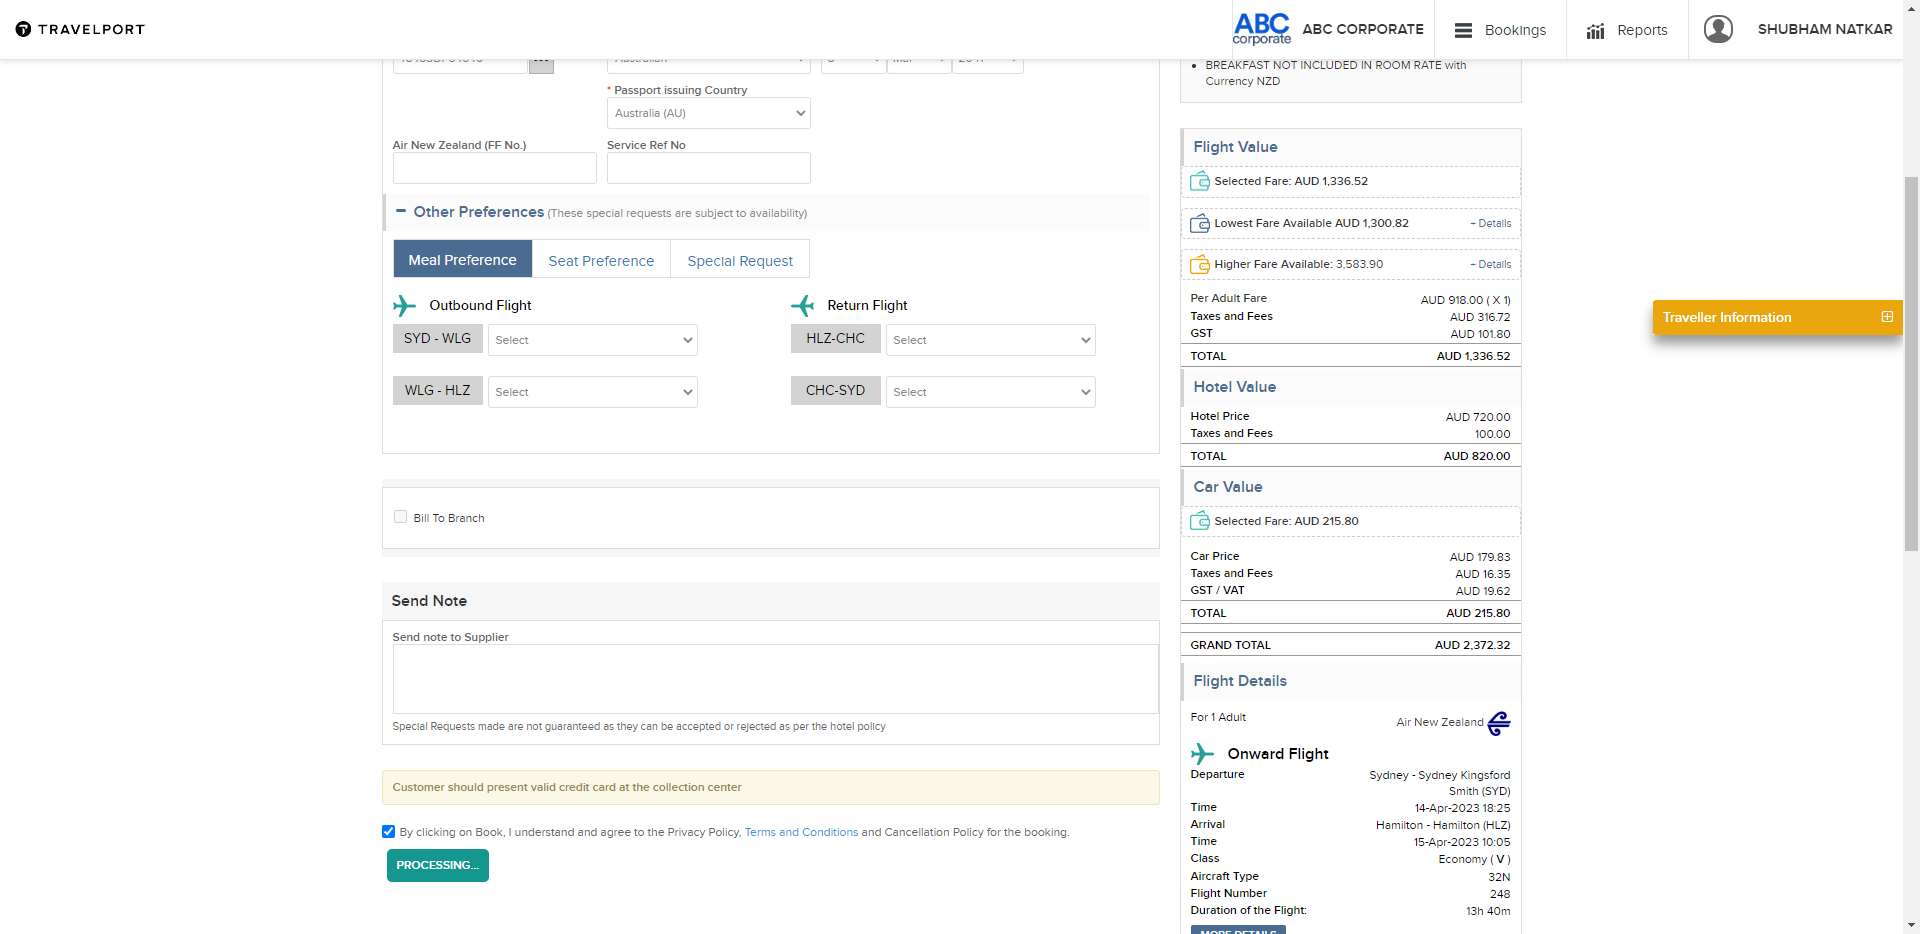 TRAVELPORT
ABC
corporate
ABC CORPORATE
Bookings
Reports
SHUBHAM NATKAR
* Passport issuing Country
Australia (AU)
Air New Zealand (FF No.)
Service Ref No
Other Preferences (These special requests are subject to availability)
Meal Preference
Seat Preference
Special Request
Outbound Flight
Return Flight
SYD - WLG
Select
HLZ-CHC
Select
WLG - HLZ
Select
CHC-SYD
Select
Bill To Branch
Send Note
Send note to Supplier
Special Requests made are not guaranteed as they can be accepted or rejected as per the hotel policy
Customer should present valid credit card at the collection center
By clicking on Book, I understand and agree to the Privacy Policy, Terms and Conditions and Cancellation Policy for the booking.
PROCESSING...
BREAKFAST NOT INCLUDED IN ROOM RATE with
Currency NZD
Flight Value
Selected Fare: AUD 1,336.52
Lowest Fare Available AUD 1,300.82 + Details
Higher Fare Available: 3,583.90 + Details
Per Adult Fare AUD 918.00 ( X 1)
Taxes and Fees AUD 316.72
GST AUD 101.80
TOTAL AUD 1,336.52
Hotel Value
Hotel Price AUD 720.00
Taxes and Fees 100.00
TOTAL AUD 820.00
Car Value
Selected Fare: AUD 215.80
Car Price AUD 179.83
Taxes and Fees AUD 16.35
GST / VAT AUD 19.62
TOTAL AUD 215.80
GRAND TOTAL AUD 2,372.32
Flight Details
For 1 Adult Air New Zealand
Onward Flight
Departure Sydney - Sydney Kingsford
Smith (SYD)
Time 14-Apr-2023 18:25
Arrival Hamilton - Hamilton (HLZ)
Time 15-Apr-2023 10:05
Class Economy ( V )
Aircraft Type 32N
Flight Number 248
Duration of the Flight: 13h 40m
MORE DETAILS
Traveller Information